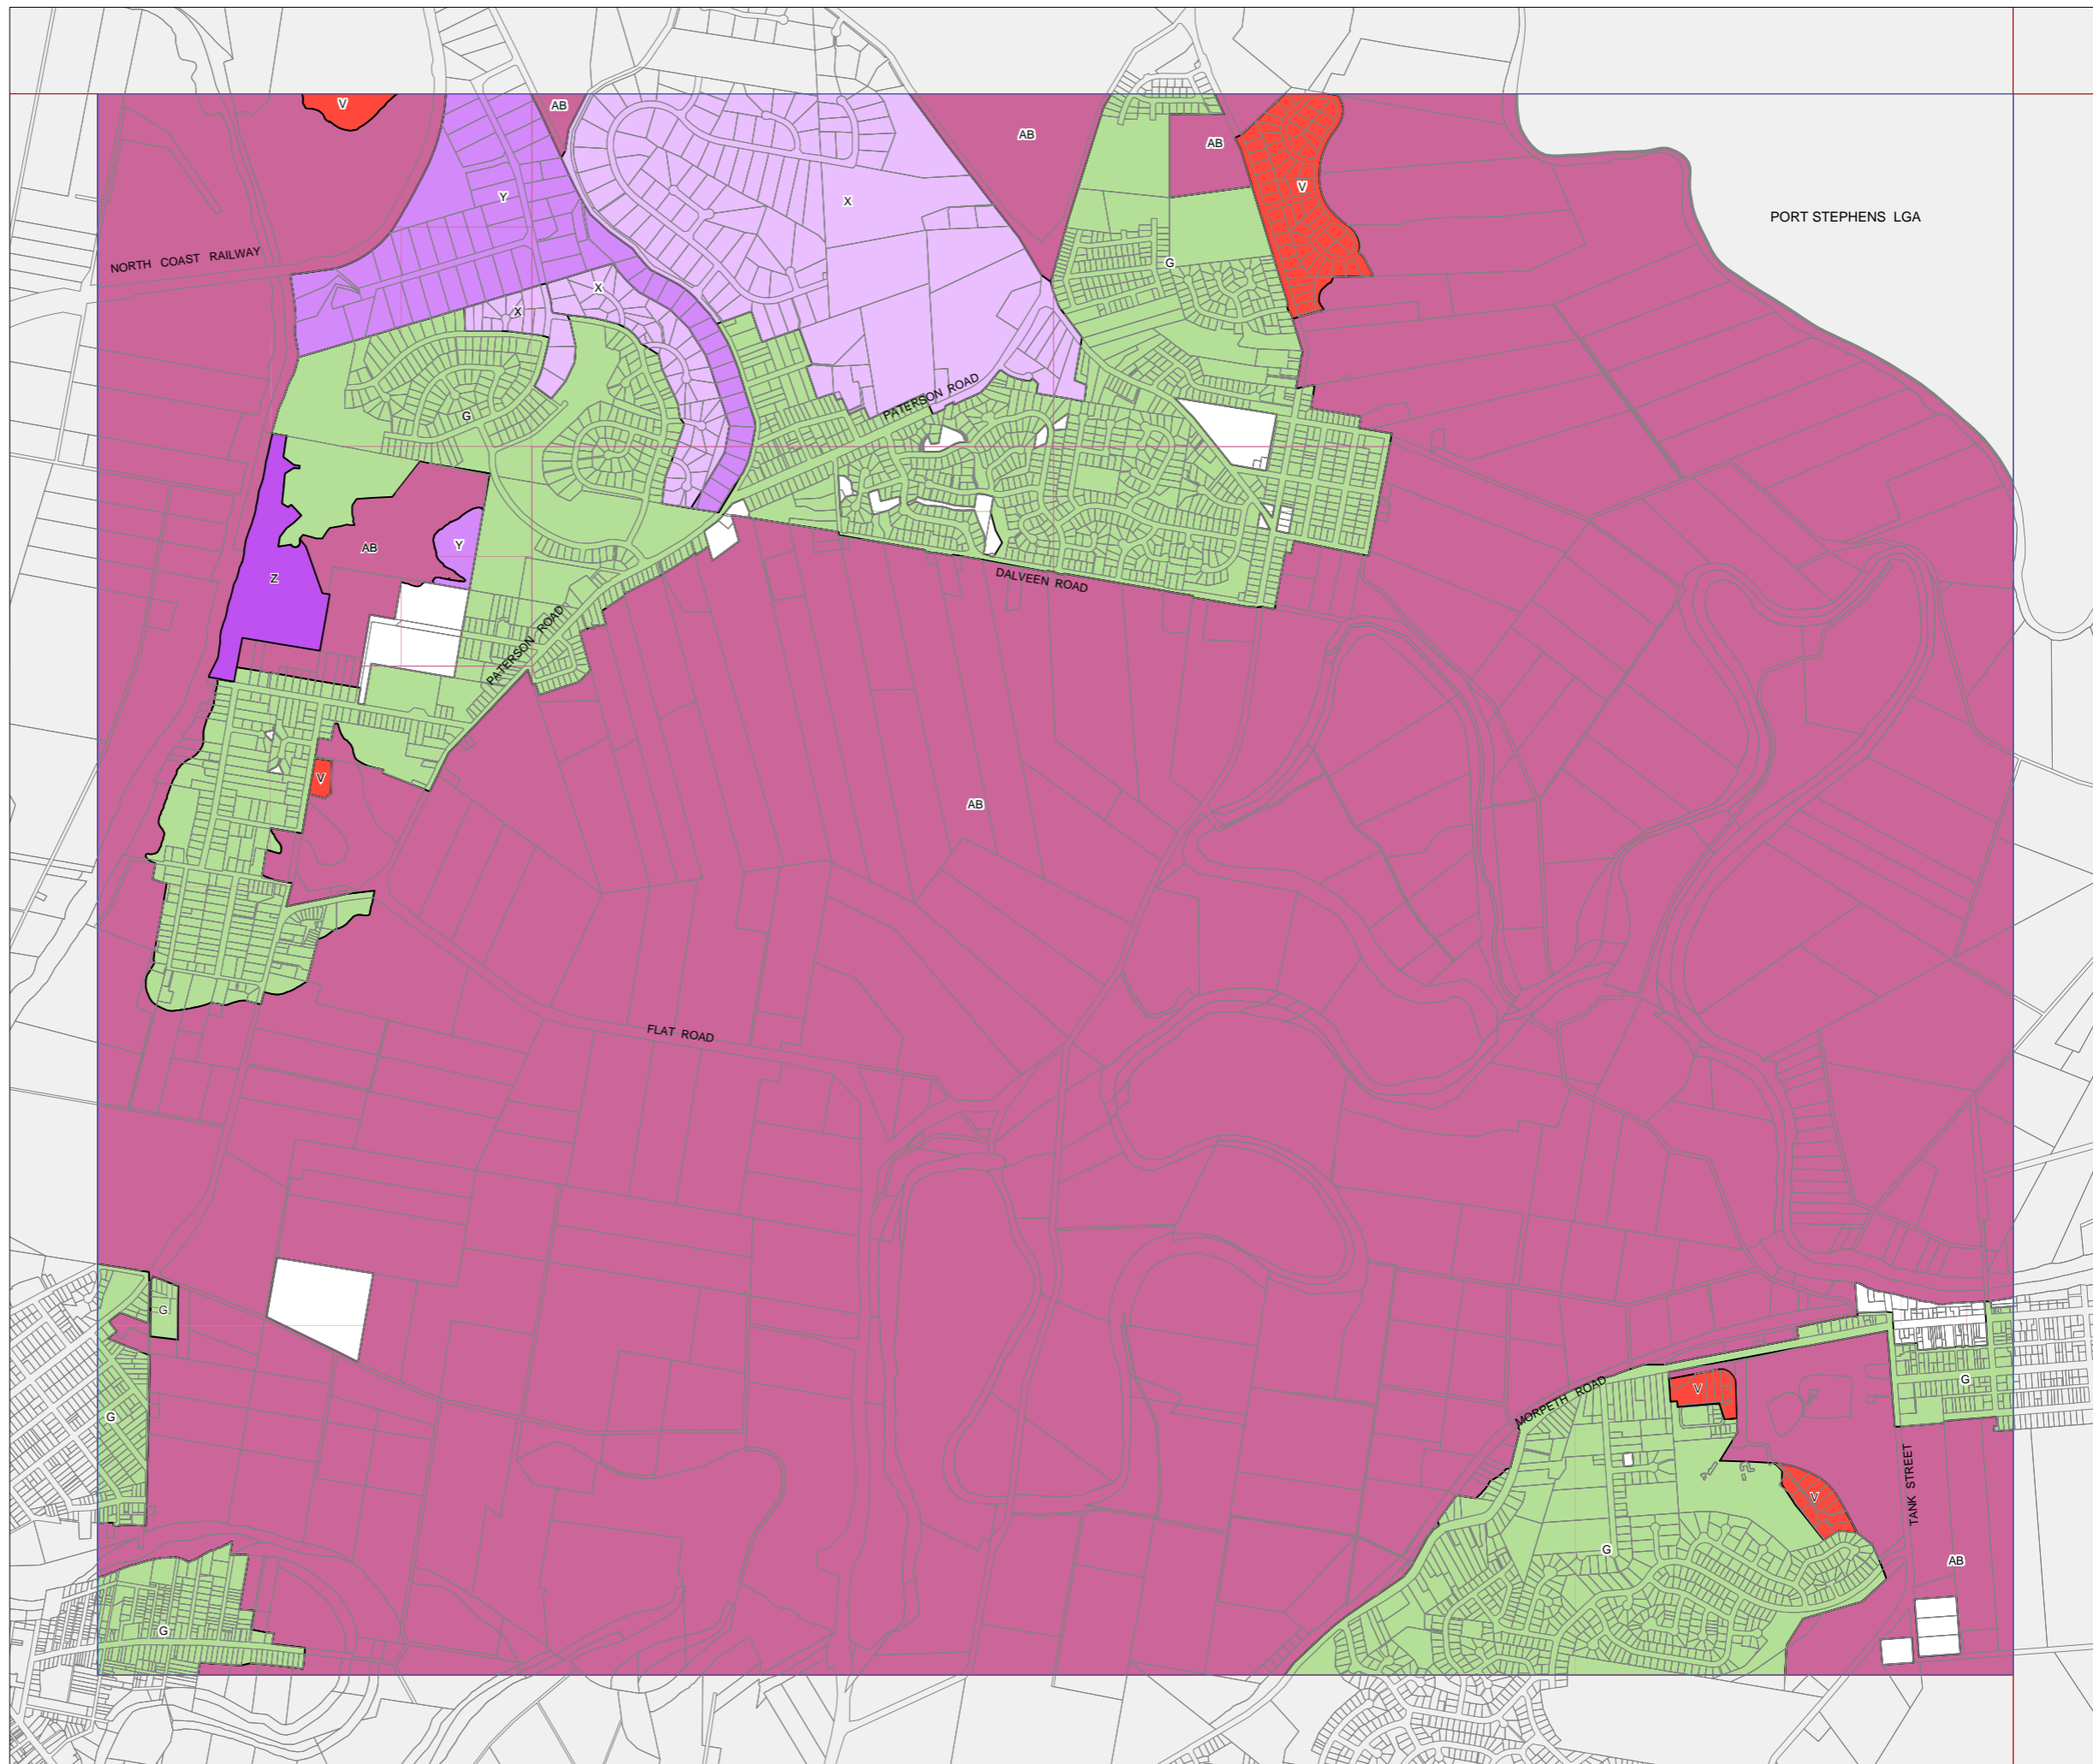 V
AB
AB
AB
V
Y
X
PORT STEPHENS LGA
NORTH COAST RAILWAY
G
X
X
PATERSON ROAD
G
AB
Y
Z
DALVEEN ROAD
PATERSON ROAD
V
AB
FLAT ROAD
G
G
G
V
MORPETH ROAD
G
TANK STREET
V
G
AB
G